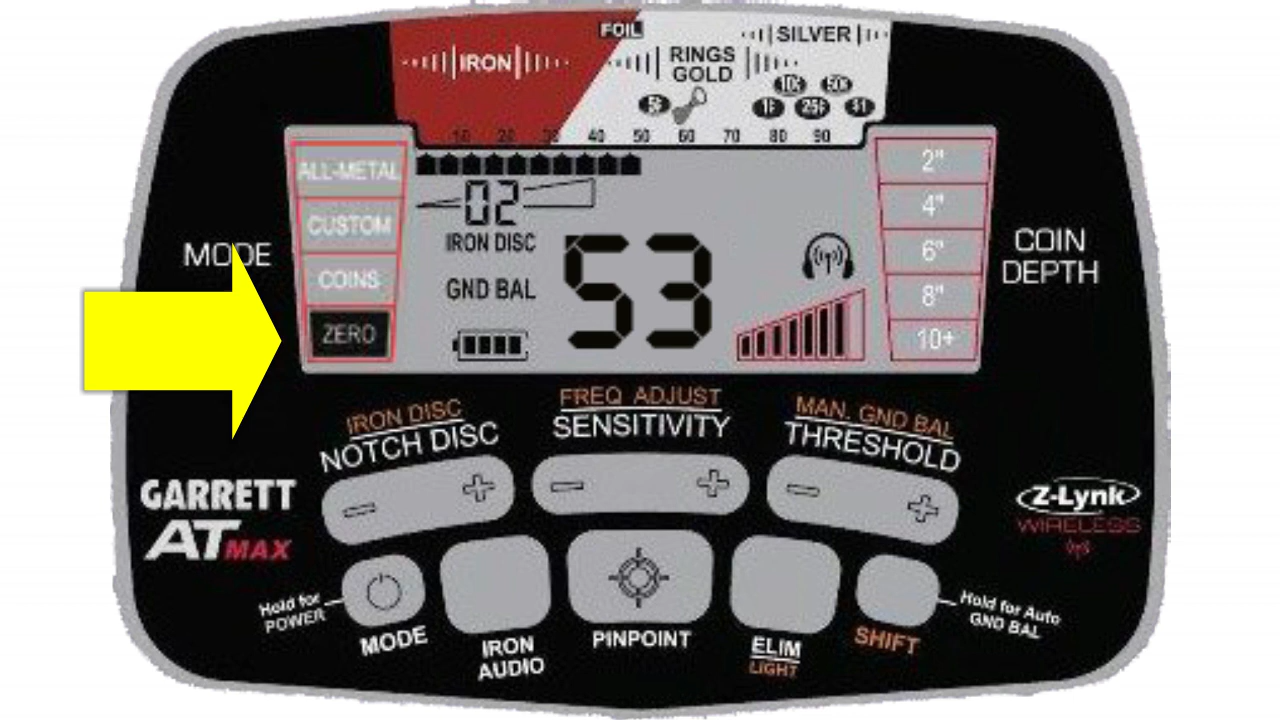 FOIL
IRON
RINGS
GOLD
SILVER
10¢ 50¢
5¢
1¢ 25¢ $1
10 20 30 40 50 60 70 80 90
MODE
ALL-METAL
CUSTOM
COINS
ZERO
02
IRON DISC
GND BAL
53
2"
4"
6"
8"
10+
COIN
DEPTH
IRON DISC
NOTCH DISC
FREQ ADJUST
SENSITIVITY
MAN. GND BAL
THRESHOLD
GARRETT
AT MAX
Z-Lynk
WIRELESS
Hold for
POWER
MODE
IRON
AUDIO
PINPOINT
ELIM
LIGHT
SHIFT
Hold for Auto
GND BAL